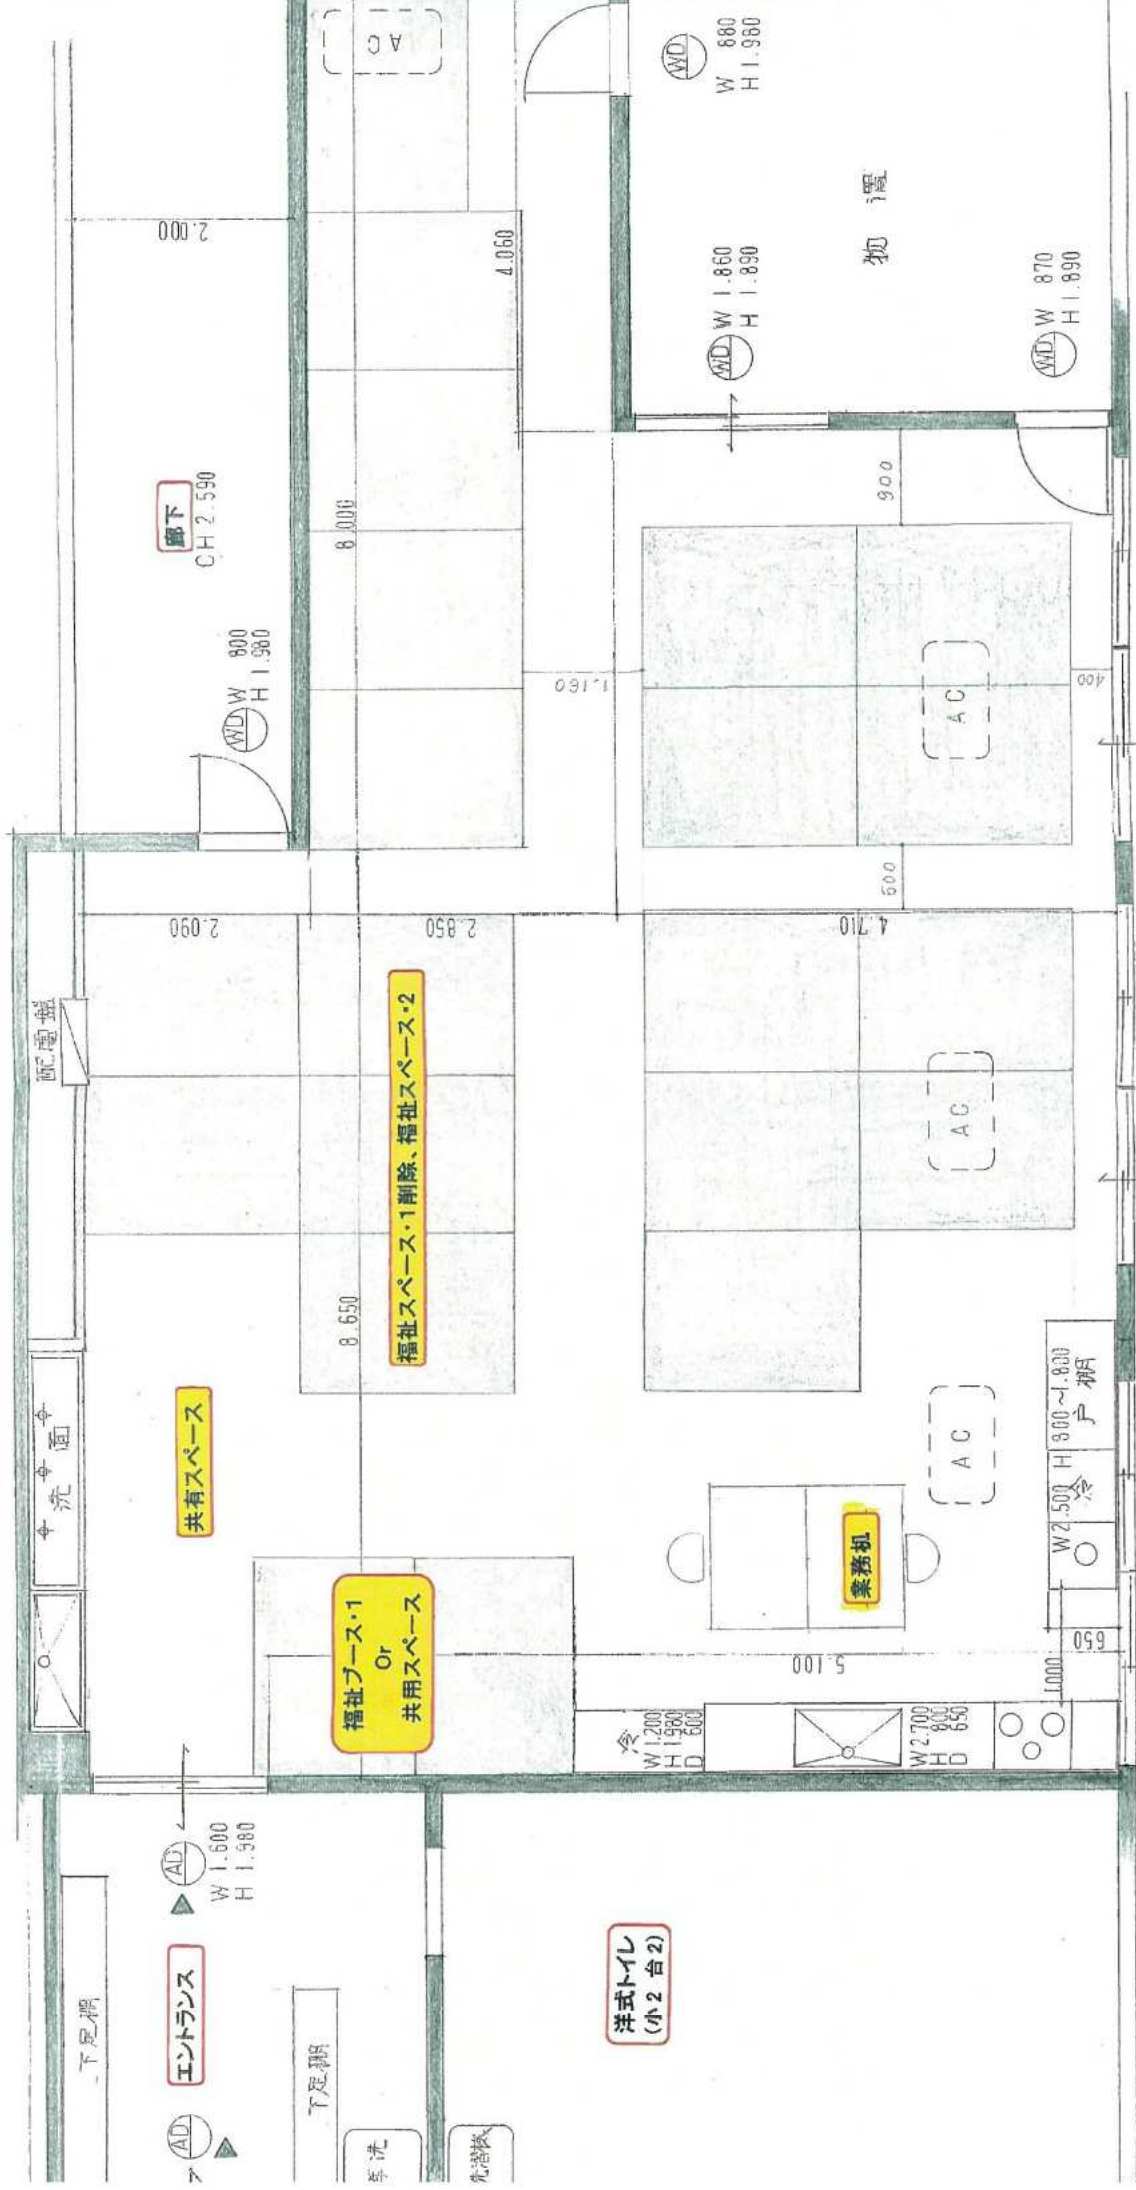 下足棚
AD
エントランス
AD
W 1.600
H 1.980
下足棚
洋式トイレ
(小2 台2)
洗面
配電盤
共有スペース
福祉ブース・1
Or
共用スペース
福祉スペース・1削除、福祉スペース・2
8.650
2.090
2.850
4.710
業務机
5.100
冷
W 1.200
H 1.980
D 600
W 2.700
H 800
D 650
1.000
650
W 2.500 H 800~1.800
冷 戸棚
AC
AC
AC
600
900
400
1.160
廊下
CH 2.590
WD W 800
H 1.980
2.000
8.000
4.060
AC
WD
W 880
H 1.980
WD W 1.860
H 1.890
物置
WD W 870
H 1.890